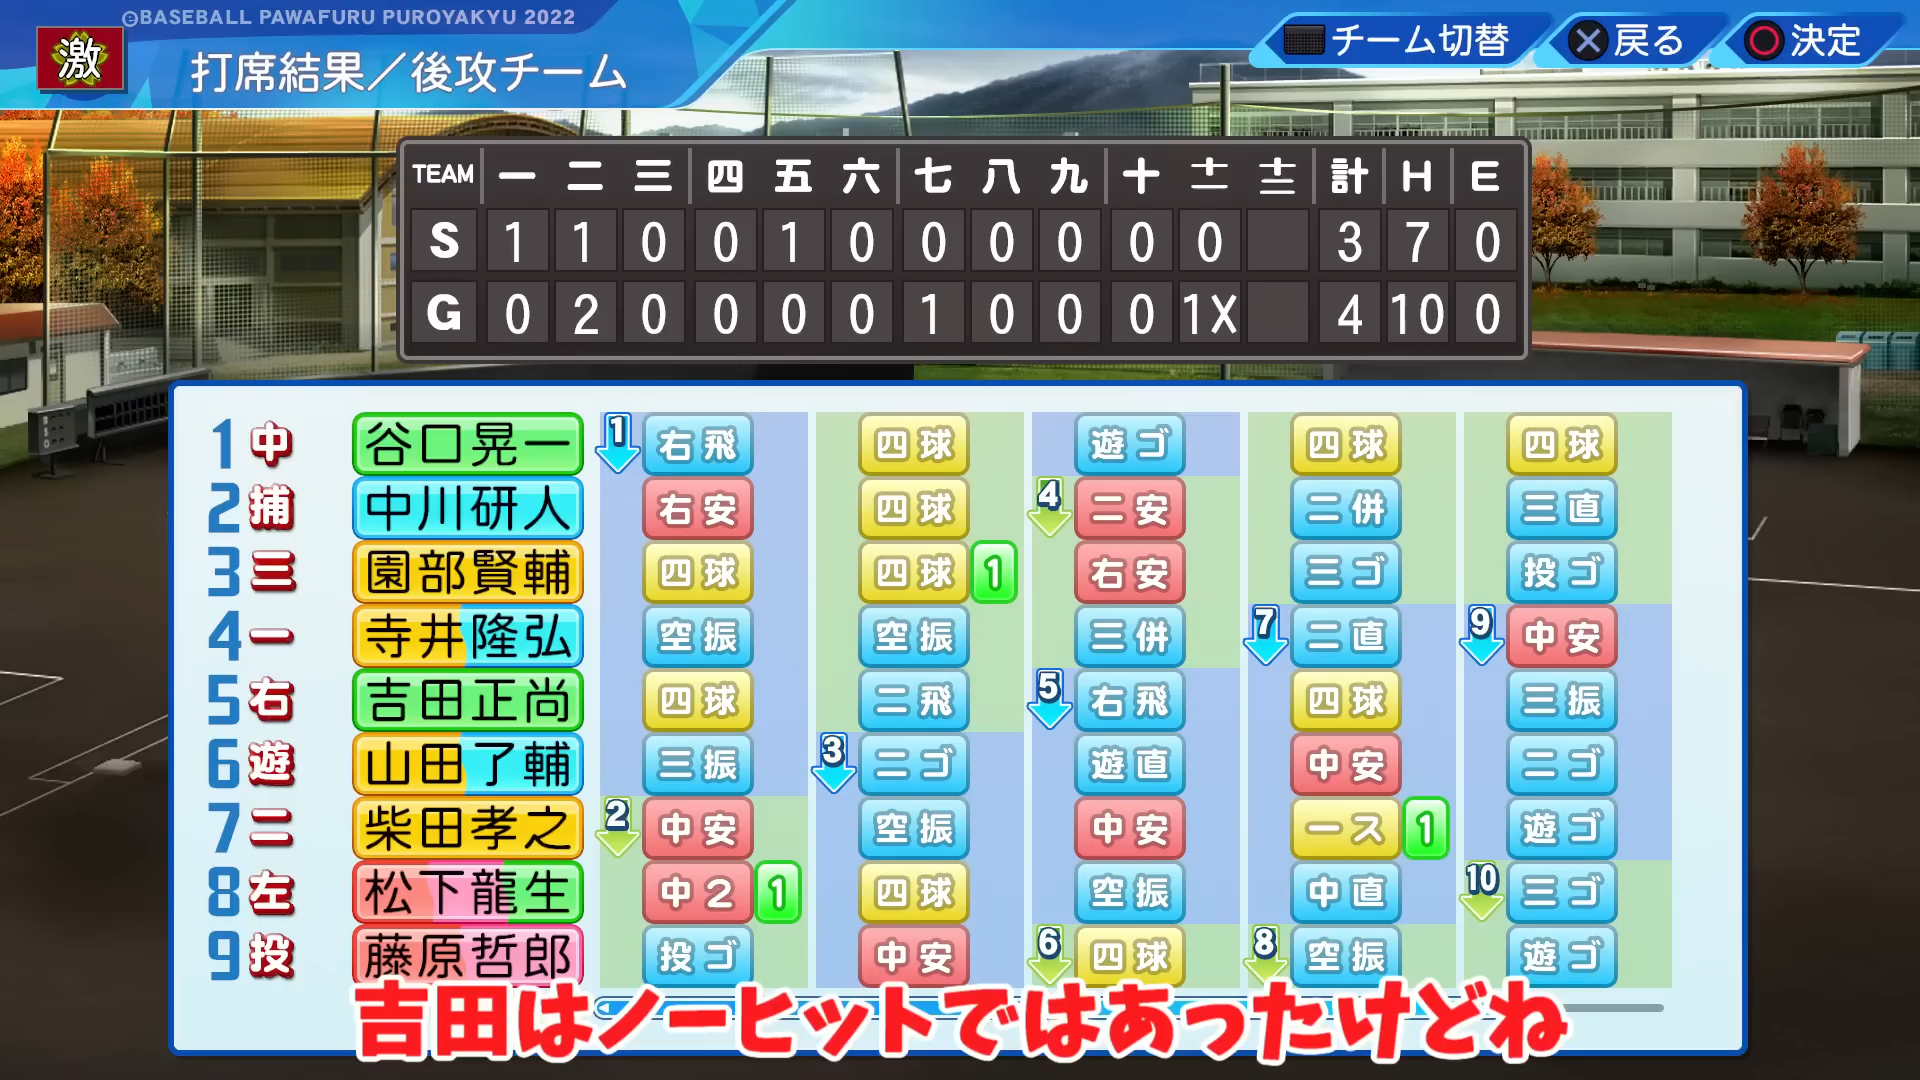 ©BASEBALL PAWAFURU PUROYAKYU 2022
激 打席結果／後攻チーム チーム切替 戻る 決定
TEAM 一 二 三 四 五 六 七 八 九 十 十一 十二 計 H E
S 1 1 0 0 1 0 0 0 0 0 0 3 7 0
G 0 2 0 0 0 0 1 0 0 0 1X 4 10 0
1 中 谷口晃一 1 右飛 四球 遊ゴ 四球 四球
2 捕 中川研人 右安 四球 4 二安 二併 三直
3 三 園部賢輔 四球 四球 1 右安 三ゴ 投ゴ
4 一 寺井隆弘 空振 空振 三併 7 二直 9 中安
5 右 吉田正尚 四球 二飛 5 右飛 四球 三振
6 遊 山田了輔 三振 3 二ゴ 遊直 中安 二ゴ
7 二 柴田孝之 2 中安 空振 中安 一ス 1 遊ゴ
8 左 松下龍生 中2 1 四球 空振 中直 10 三ゴ
9 投 藤原哲郎 投ゴ 中安 6 四球 8 空振 遊ゴ
吉田はノーヒットではあったけどね